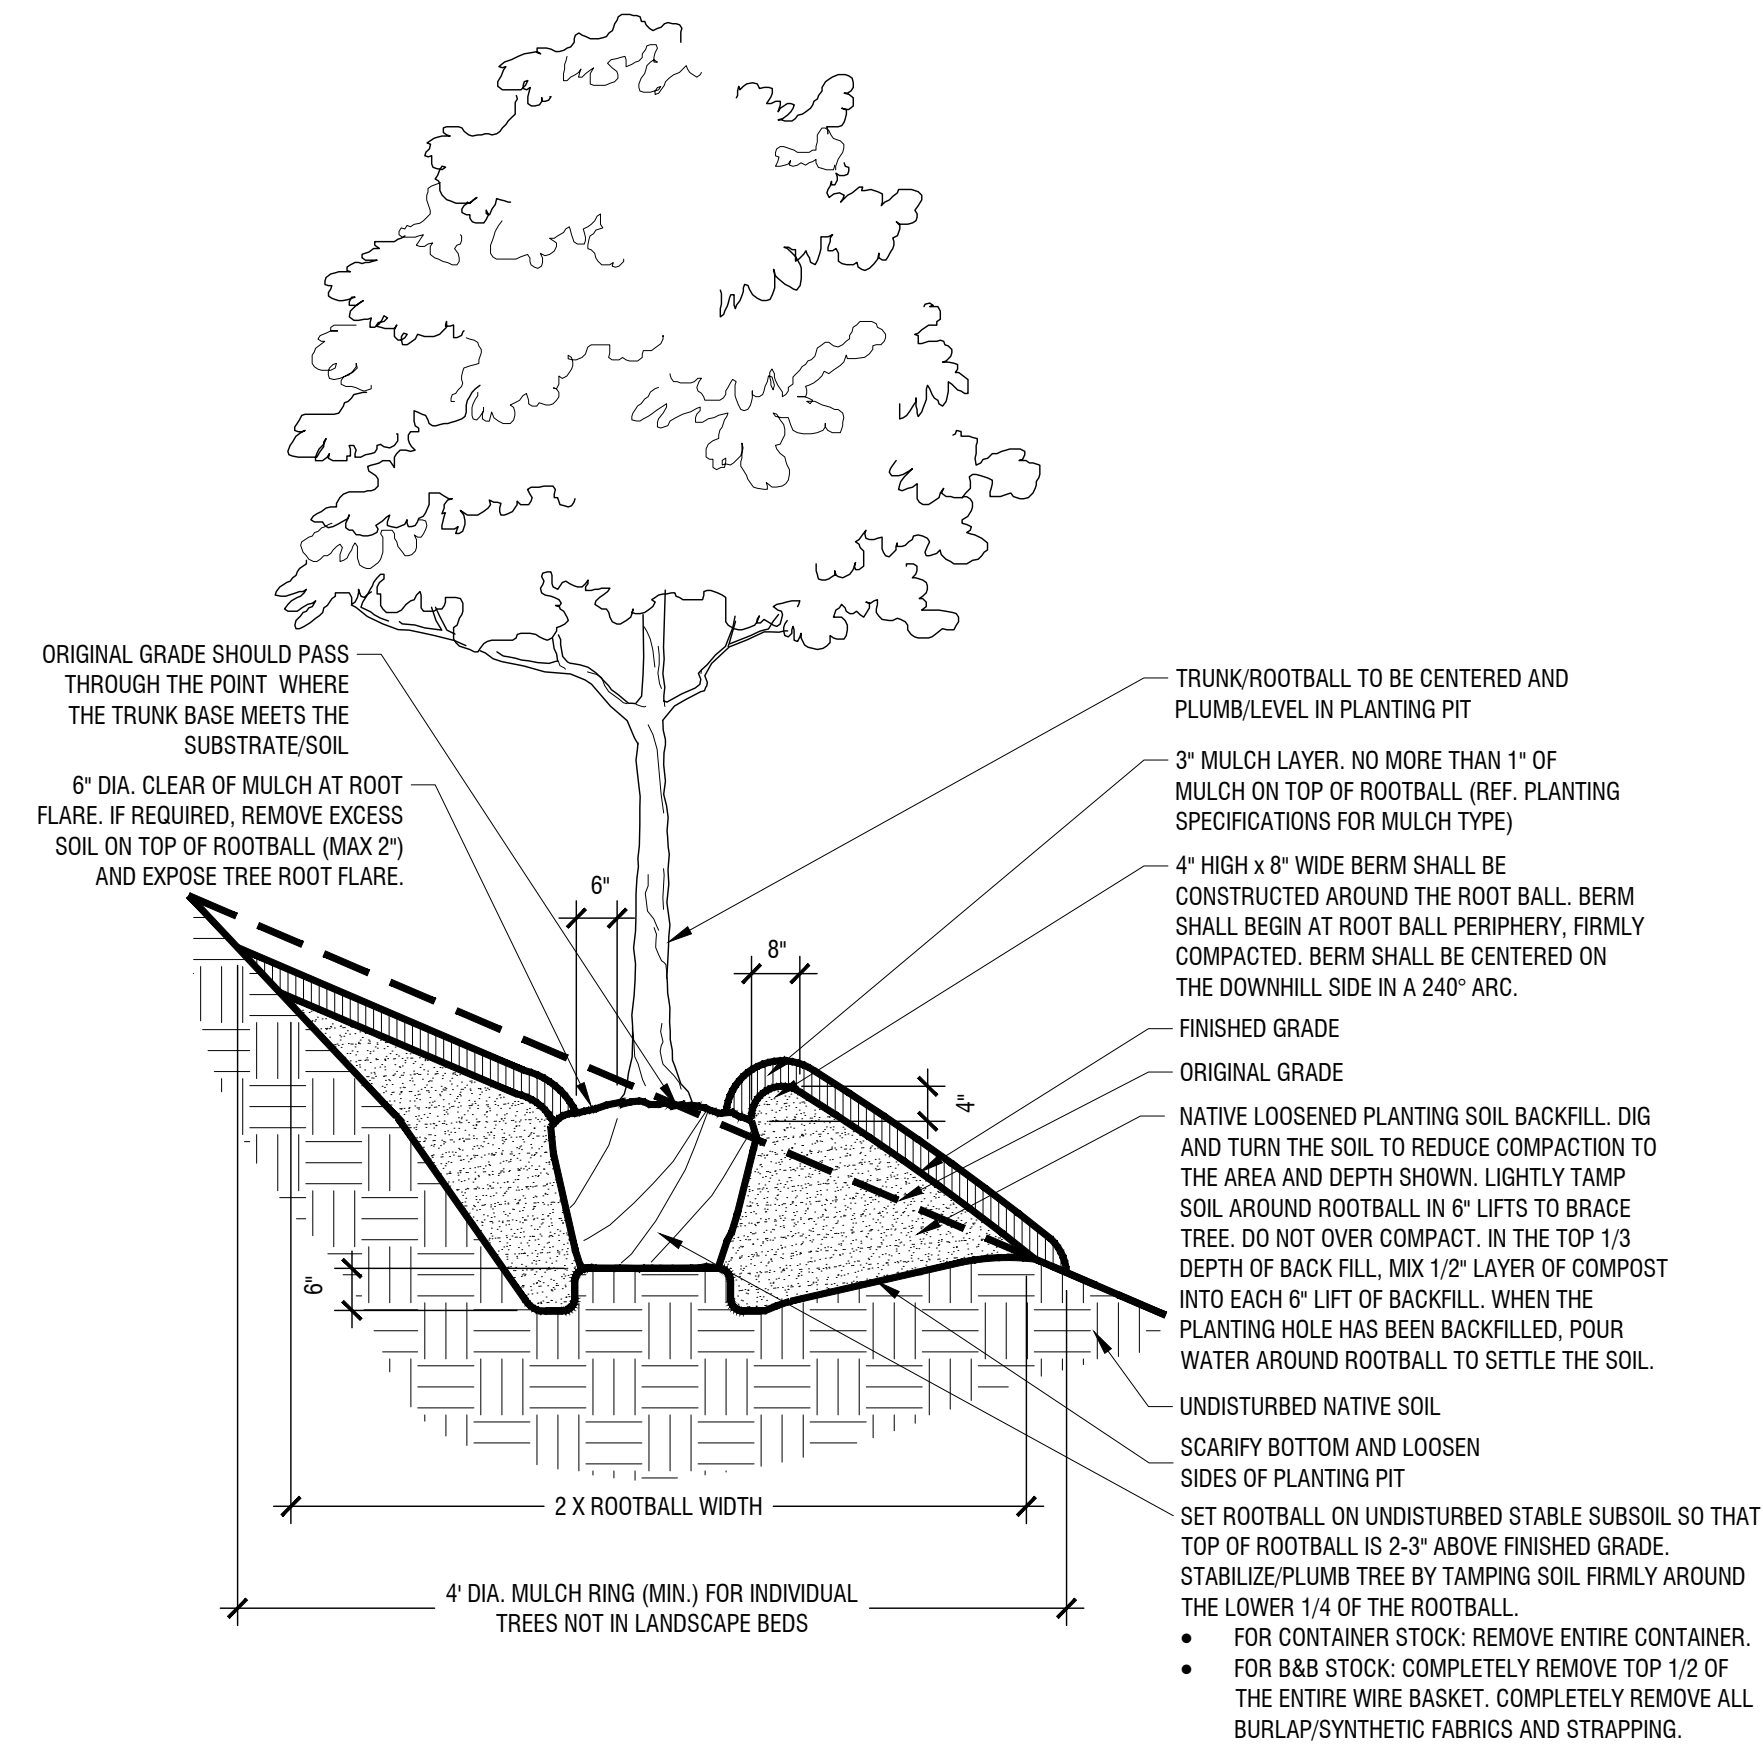 ORIGINAL GRADE SHOULD PASS
THROUGH THE POINT WHERE
THE TRUNK BASE MEETS THE
SUBSTRATE/SOIL
6" DIA. CLEAR OF MULCH AT ROOT
FLARE. IF REQUIRED, REMOVE EXCESS
SOIL ON TOP OF ROOTBALL (MAX 2")
AND EXPOSE TREE ROOT FLARE.
6"
8"
4"
6"
2 X ROOTBALL WIDTH
4' DIA. MULCH RING (MIN.) FOR INDIVIDUAL
TREES NOT IN LANDSCAPE BEDS
TRUNK/ROOTBALL TO BE CENTERED AND
PLUMB/LEVEL IN PLANTING PIT
3" MULCH LAYER. NO MORE THAN 1" OF
MULCH ON TOP OF ROOTBALL (REF. PLANTING
SPECIFICATIONS FOR MULCH TYPE)
4" HIGH x 8" WIDE BERM SHALL BE
CONSTRUCTED AROUND THE ROOT BALL. BERM
SHALL BEGIN AT ROOT BALL PERIPHERY, FIRMLY
COMPACTED. BERM SHALL BE CENTERED ON
THE DOWNHILL SIDE IN A 240° ARC.
FINISHED GRADE
ORIGINAL GRADE
NATIVE LOOSENED PLANTING SOIL BACKFILL. DIG
AND TURN THE SOIL TO REDUCE COMPACTION TO
THE AREA AND DEPTH SHOWN. LIGHTLY TAMP
SOIL AROUND ROOTBALL IN 6" LIFTS TO BRACE
TREE. DO NOT OVER COMPACT. IN THE TOP 1/3
DEPTH OF BACK FILL, MIX 1/2" LAYER OF COMPOST
INTO EACH 6" LIFT OF BACKFILL. WHEN THE
PLANTING HOLE HAS BEEN BACKFILLED, POUR
WATER AROUND ROOTBALL TO SETTLE THE SOIL.
UNDISTURBED NATIVE SOIL
SCARIFY BOTTOM AND LOOSEN
SIDES OF PLANTING PIT
SET ROOTBALL ON UNDISTURBED STABLE SUBSOIL SO THAT
TOP OF ROOTBALL IS 2-3" ABOVE FINISHED GRADE.
STABILIZE/PLUMB TREE BY TAMPING SOIL FIRMLY AROUND
THE LOWER 1/4 OF THE ROOTBALL.
• FOR CONTAINER STOCK: REMOVE ENTIRE CONTAINER.
• FOR B&B STOCK: COMPLETELY REMOVE TOP 1/2 OF
THE ENTIRE WIRE BASKET. COMPLETELY REMOVE ALL
BURLAP/SYNTHETIC FABRICS AND STRAPPING.